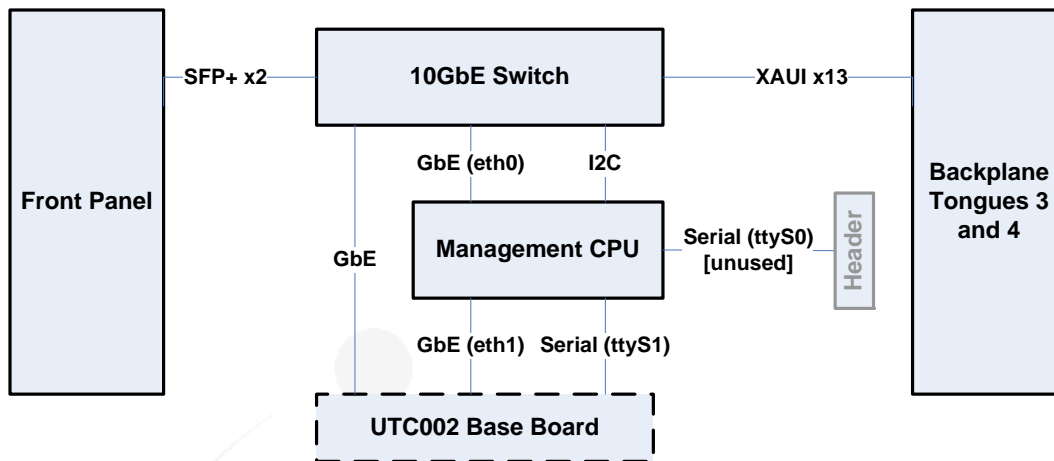 10GbE Switch
SFP+ x2
XAUI x13
GbE (eth0)
I2C
Front Panel
Backplane
Tongues 3
and 4
Management CPU
Serial (ttyS0)
[unused]
Header
GbE
GbE (eth1)
Serial (ttyS1)
UTC002 Base Board